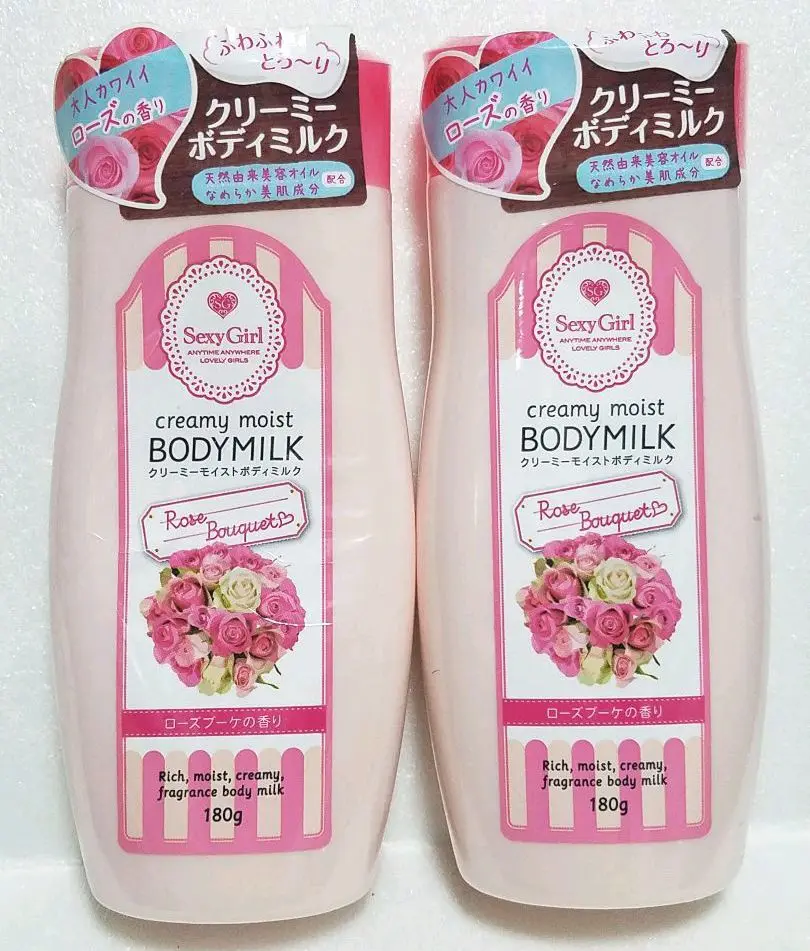 ふわふわ
とろ～り
大人カワイイ
ローズの香り
クリーミー
ボディミルク
天然由来美容オイル
なめらか美肌成分
配合
SG
Sexy Girl
ANYTIME ANYWHERE
LOVELY GIRLS
creamy moist
BODYMILK
クリーミーモイストボディミルク
Rose
Bouquet
ローズブーケの香り
Rich, moist, creamy,
fragrance body milk
180g
ふわ
とろ～り
大人カワイイ
ローズの香り
クリーミー
ボディミルク
天然由来美容オイル
なめらか美肌成分
配合
SG
Sexy Girl
ANYTIME ANYWHERE
LOVELY GIRLS
creamy moist
BODYMILK
クリーミーモイストボディミルク
Rose
Bouquet
ローズブーケの香り
Rich, moist, creamy,
fragrance body milk
180g